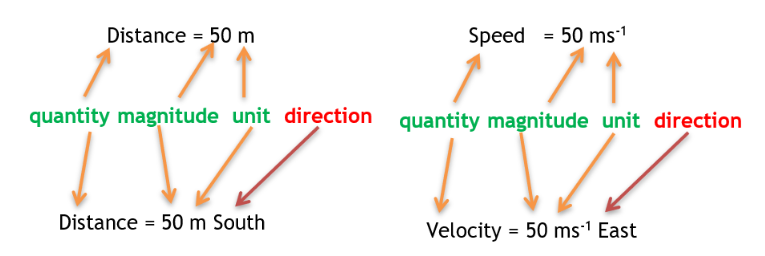 Distance = 50 m
quantity magnitude unit direction
Distance = 50 m South
Speed = 50 ms⁻¹
quantity magnitude unit direction
Velocity = 50 ms⁻¹ East